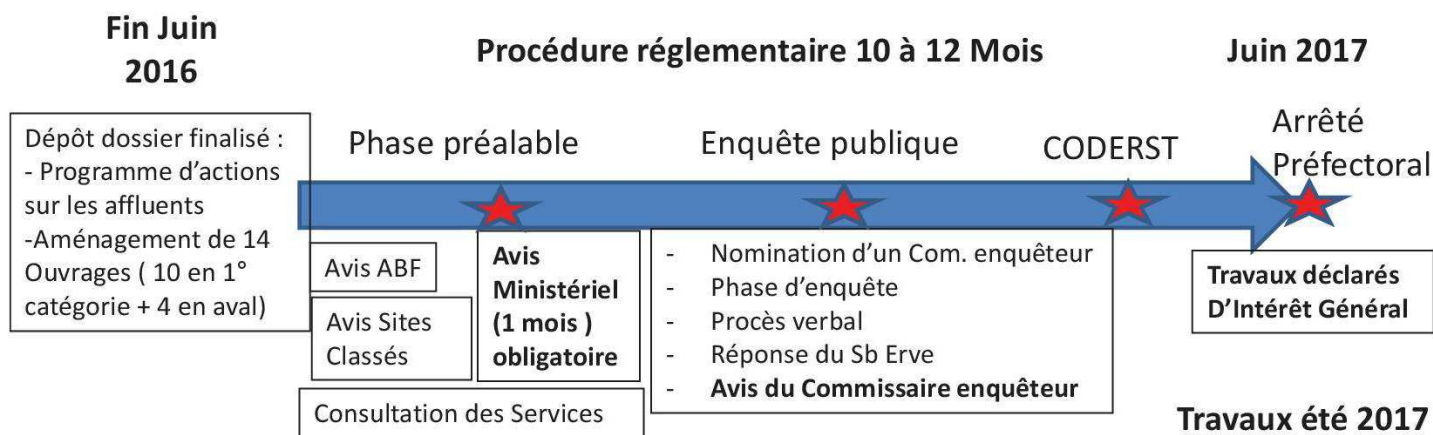 Fin Juin
2016
Procédure réglementaire 10 à 12 Mois
Juin 2017
Dépôt dossier finalisé :
- Programme d'actions
sur les affluents
-Aménagement de 14
Ouvrages ( 10 en 1°
catégorie + 4 en aval)
Phase préalable
Enquête publique
CODERST
Arrêté
Préfectoral
Avis ABF
Avis Sites
Classés
Avis
Ministériel
(1 mois )
obligatoire
Consultation des Services
- Nomination d'un Com. enquêteur
- Phase d'enquête
- Procès verbal
- Réponse du Sb Erve
- Avis du Commissaire enquêteur
Travaux déclarés
D'Intérêt Général
Travaux été 2017